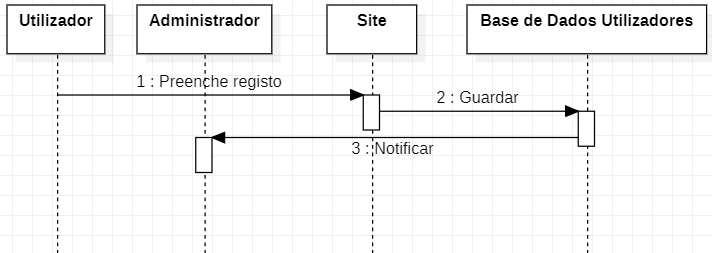 Utilizador
Administrador
Site
Base de Dados Utilizadores
1 : Preenche registo
2 : Guardar
3 : Notificar